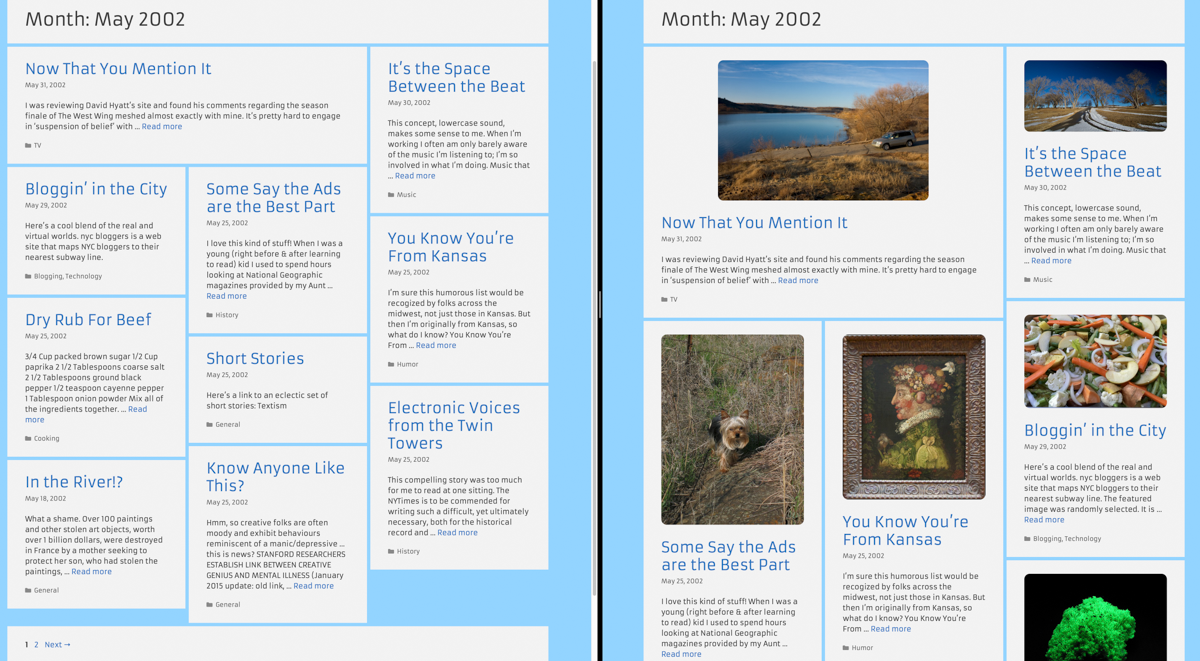 Month: May 2002
Now That You Mention It
May 31, 2002
I was reviewing David Hyatt's site and found his comments regarding the season
finale of The West Wing meshed almost exactly with mine. It's pretty hard to engage
in 'suspension of belief' with ... Read more
TV
Bloggin' in the City
May 29, 2002
Here's a cool blend of the real and
virtual worlds. nyc bloggers is a web
site that maps NYC bloggers to their
nearest subway line.
Blogging, Technology
Dry Rub For Beef
May 25, 2002
3/4 Cup packed brown sugar 1/2 Cup
paprika 2 1/2 Tablespoons coarse salt
2 1/2 Tablespoons ground black
pepper 1/2 teaspoon cayenne pepper
1 Tablespoon onion powder Mix all of
the ingredients together. ... Read
more
Cooking
In the River!?
May 18, 2002
What a shame. Over 100 paintings
and other stolen art objects, worth
over 1 billion dollars, were destroyed
in France by a mother seeking to
protect her son, who had stolen the
paintings, ... Read more
General
Some Say the Ads
are the Best Part
May 25, 2002
I love this kind of stuff! When I was a
young (right before & after learning
to read) kid I used to spend hours
looking at National Geographic
magazines provided by my Aunt ...
Read more
History
Short Stories
May 25, 2002
Here's a link to an eclectic set of
short stories: Textism
General
Know Anyone Like
This?
May 25, 2002
Hmm, so creative folks are often
moody and exhibit behaviours
reminiscent of a manic/depressive ...
this is news? STANFORD RESEARCHERS
ESTABLISH LINK BETWEEN CREATIVE
GENIUS AND MENTAL ILLNESS (January
2015 update: old link, ... Read more
General
It's the Space
Between the Beat
May 30, 2002
This concept, lowercase sound,
makes some sense to me. When I'm
working I often am only barely aware
of the music I'm listening to; I'm so
involved in what I'm doing. Music that
... Read more
Music
You Know You're
From Kansas
May 25, 2002
I'm sure this humorous list would be
recognized by folks across the
midwest, not just those in Kansas. But
then I'm originally from Kansas, so
what do I know? You Know You're
From ... Read more
Humor
Electronic Voices
from the Twin
Towers
May 25, 2002
This compelling story was too much
for me to read at one sitting. The
NYTimes is to be commended for
writing such a difficult, yet ultimately
necessary, both for the historical
record and ... Read more
History
1 2 Next →
Month: May 2002
Now That You Mention It
May 31, 2002
I was reviewing David Hyatt's site and found his comments regarding the season
finale of The West Wing meshed almost exactly with mine. It's pretty hard to engage
in 'suspension of belief' with ... Read more
TV
Some Say the Ads
are the Best Part
May 25, 2002
I love this kind of stuff! When I was a
young (right before & after learning
to read) kid I used to spend hours
looking at National Geographic
magazines provided by my Aunt ...
Read more
You Know You're
From Kansas
May 25, 2002
I'm sure this humorous list would be
recognized by folks across the
midwest, not just those in Kansas. But
then I'm originally from Kansas, so
what do I know? You Know You're
From ... Read more
Humor
It's the Space
Between the Beat
May 30, 2002
This concept, lowercase sound,
makes some sense to me. When I'm
working I often am only barely aware
of the music I'm listening to; I'm so
involved in what I'm doing. Music that
... Read more
Music
Bloggin' in the City
May 29, 2002
Here's a cool blend of the real and
virtual worlds. nyc bloggers is a web
site that maps NYC bloggers to their
nearest subway line. The featured
image was randomly selected. It is ...
Read more
Blogging, Technology